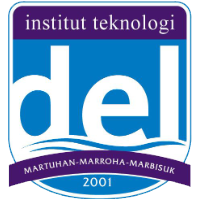 institut teknologi
del
MARTUHAN-MARROHA-MARBISUK
2001